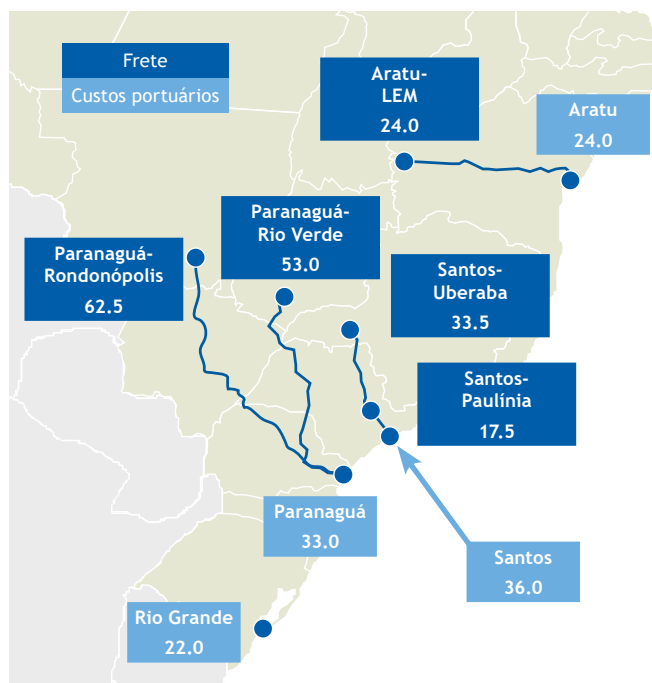 Frete
Custos portuários
Aratu-
LEM
24.0
Aratu
24.0
Paranaguá-
Rio Verde
53.0
Paranaguá-
Rondonópolis
62.5
Santos-
Uberaba
33.5
Santos-
Paulínia
17.5
Paranaguá
33.0
Santos
36.0
Rio Grande
22.0